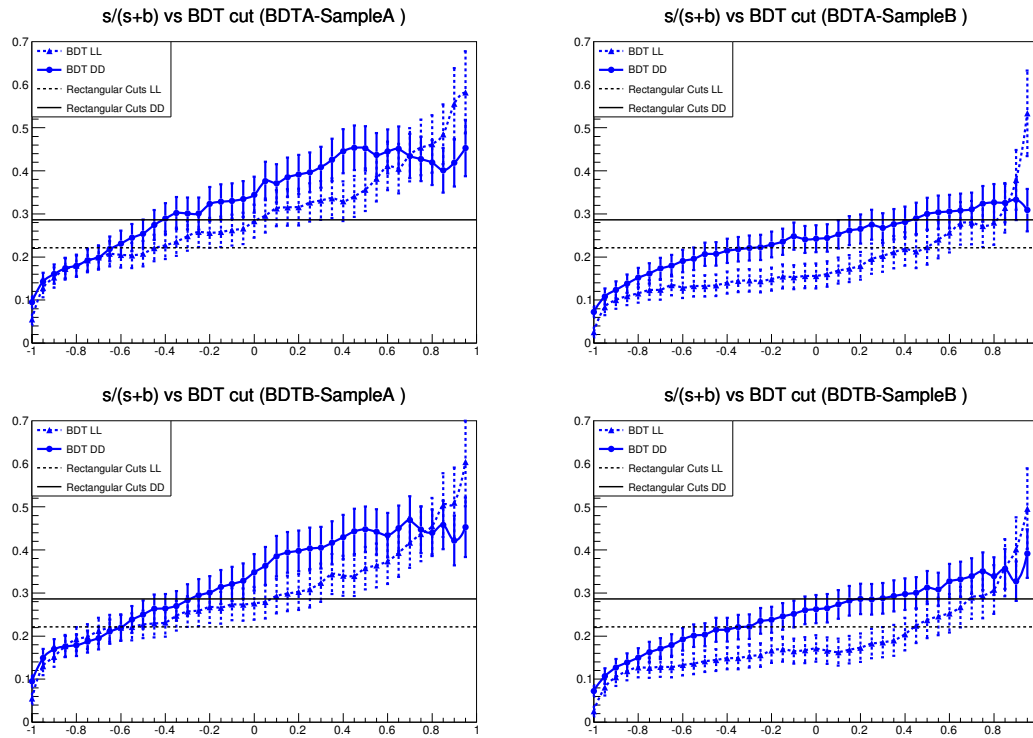 s/(s+b) vs BDT cut (BDTA-SampleA )
0.7
0.6
0.5
0.4
0.3
0.2
0.1
0
BDT LL
BDT DD
Rectangular Cuts LL
Rectangular Cuts DD
-1 -0.8 -0.6 -0.4 -0.2 0 0.2 0.4 0.6 0.8 1
s/(s+b) vs BDT cut (BDTA-SampleB )
0.7
0.6
0.5
0.4
0.3
0.2
0.1
0
BDT LL
BDT DD
Rectangular Cuts LL
Rectangular Cuts DD
-1 -0.8 -0.6 -0.4 -0.2 0 0.2 0.4 0.6 0.8
s/(s+b) vs BDT cut (BDTB-SampleA )
0.7
0.6
0.5
0.4
0.3
0.2
0.1
0
BDT LL
BDT DD
Rectangular Cuts LL
Rectangular Cuts DD
-1 -0.8 -0.6 -0.4 -0.2 0 0.2 0.4 0.6 0.8 1
s/(s+b) vs BDT cut (BDTB-SampleB )
0.7
0.6
0.5
0.4
0.3
0.2
0.1
0
BDT LL
BDT DD
Rectangular Cuts LL
Rectangular Cuts DD
-1 -0.8 -0.6 -0.4 -0.2 0 0.2 0.4 0.6 0.8